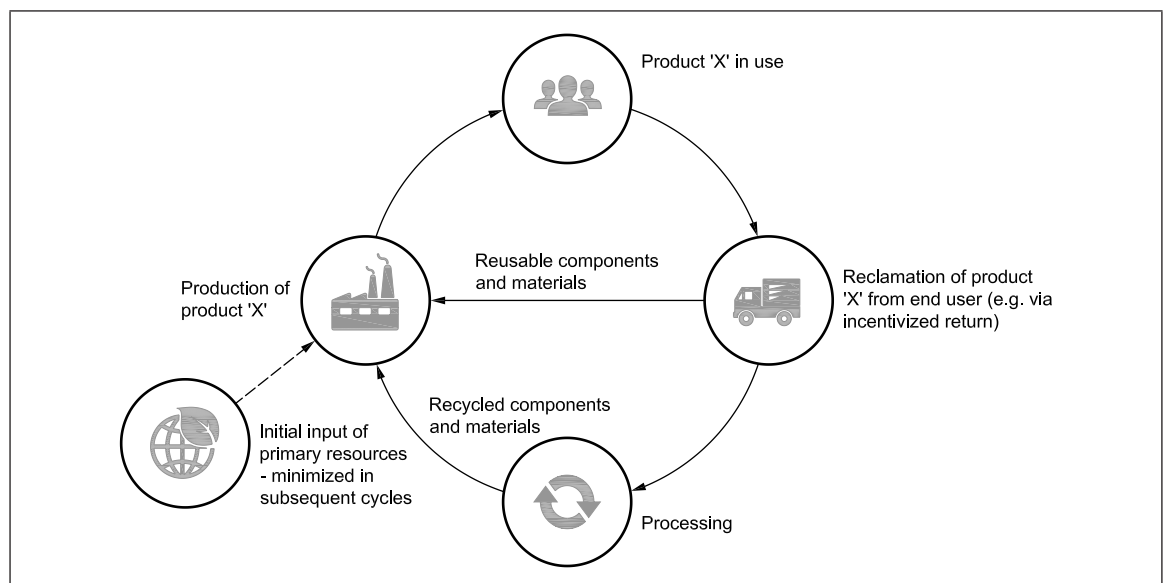 Product 'X' in use
Reusable components
and materials
Production of
product 'X'
Reclamation of product
'X' from end user (e.g. via
incentivized return)
Recycled components
and materials
Initial input of
primary resources
- minimized in
subsequent cycles
Processing